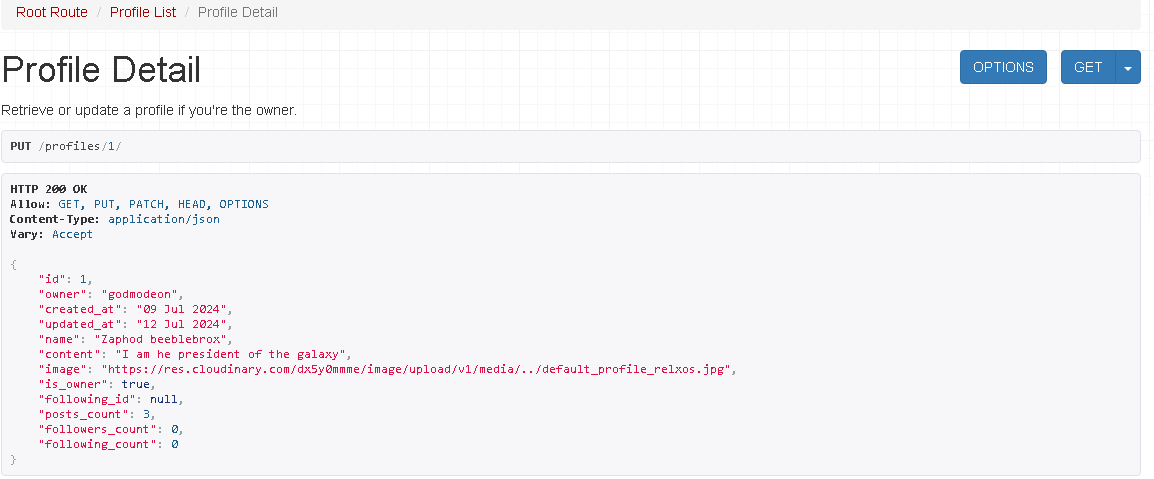 Root Route / Profile List / Profile Detail
Profile Detail
OPTIONS
GET
Retrieve or update a profile if you're the owner.
PUT /profiles/1/
HTTP 200 OK
Allow: GET, PUT, PATCH, HEAD, OPTIONS
Content-Type: application/json
Vary: Accept
{
    "id": 1,
    "owner": "godmodeon",
    "created_at": "09 Jul 2024",
    "updated_at": "12 Jul 2024",
    "name": "Zaphod beeblebrox",
    "content": "I am he president of the galaxy",
    "image": "https://res.cloudinary.com/dx5y0mmme/image/upload/v1/media/../default_profile_relxos.jpg",
    "is_owner": true,
    "following_id": null,
    "posts_count": 3,
    "followers_count": 0,
    "following_count": 0
}